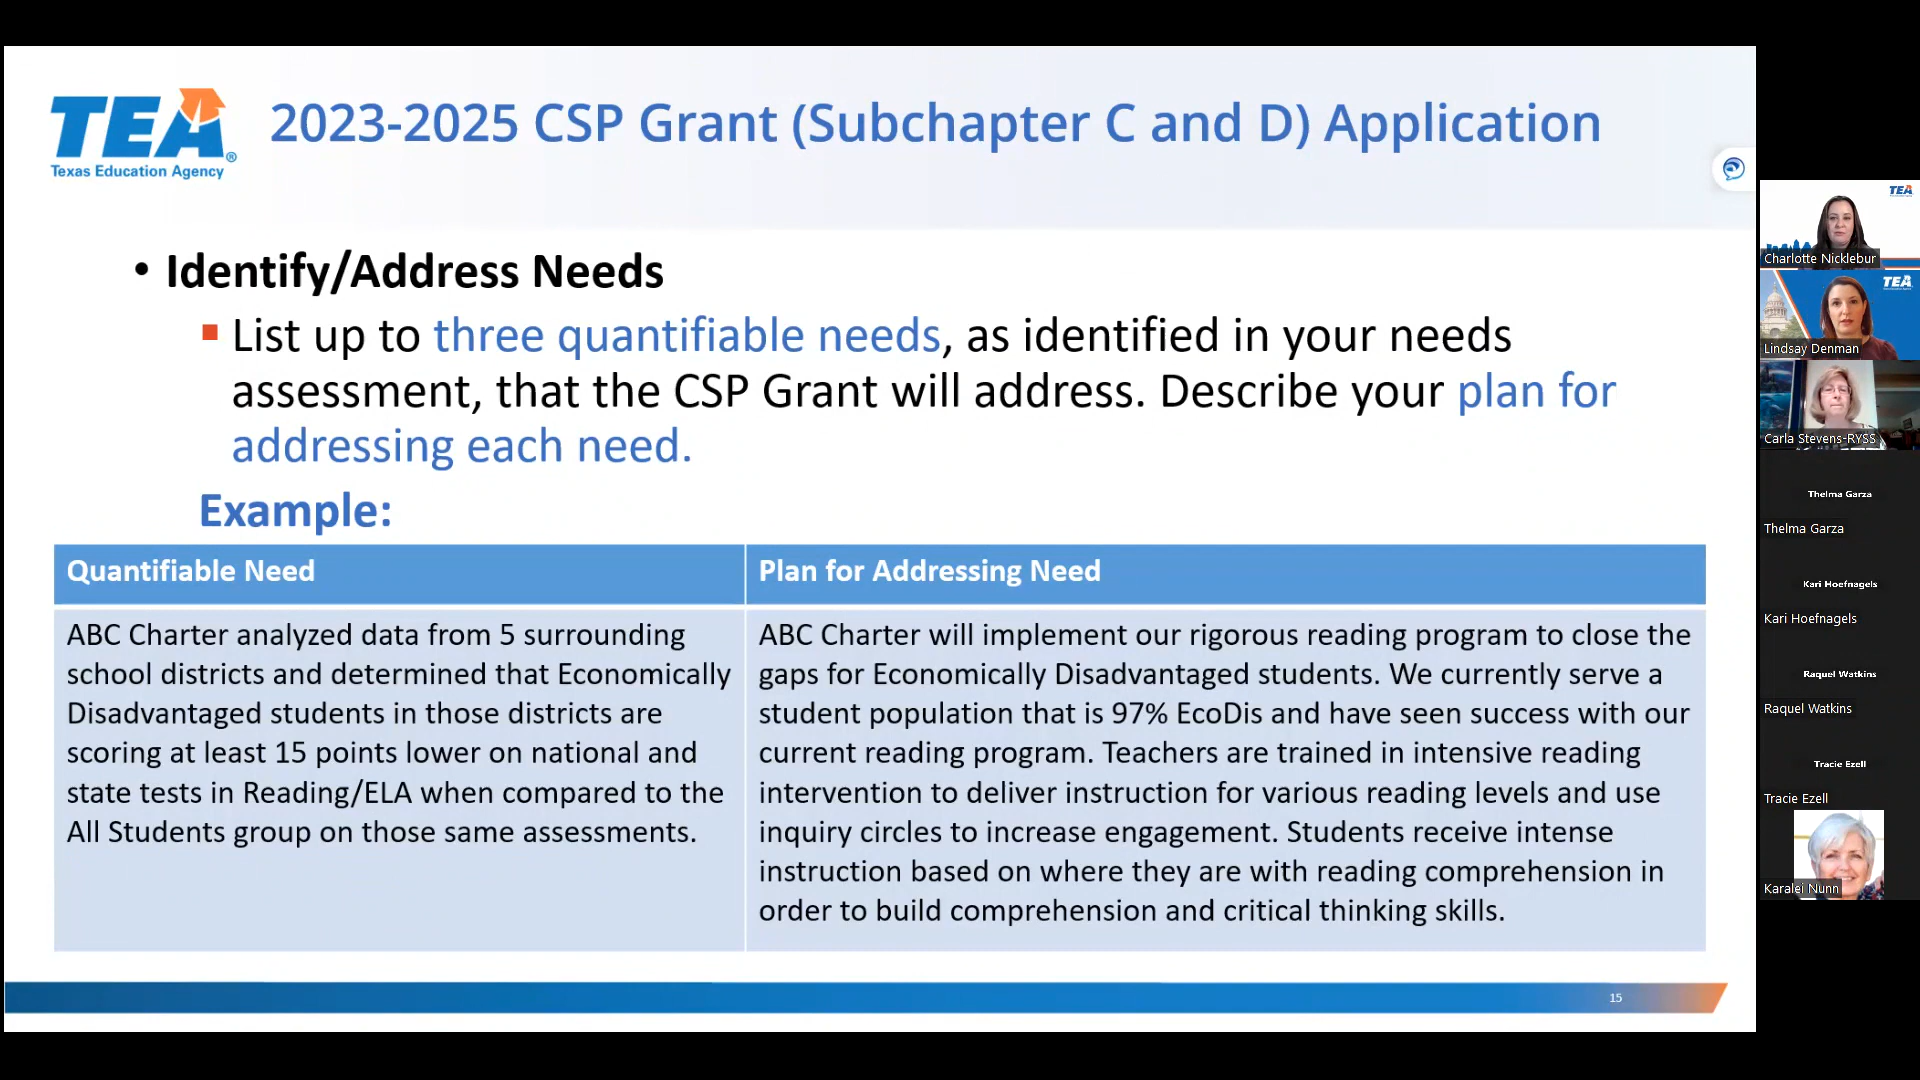 TEA®
Texas Education Agency
2023-2025 CSP Grant (Subchapter C and D) Application
• Identify/Address Needs
List up to three quantifiable needs, as identified in your needs
assessment, that the CSP Grant will address. Describe your plan for
addressing each need.
Example:
Quantifiable Need
ABC Charter analyzed data from 5 surrounding
school districts and determined that Economically
Disadvantaged students in those districts are
scoring at least 15 points lower on national and
state tests in Reading/ELA when compared to the
All Students group on those same assessments.
Plan for Addressing Need
ABC Charter will implement our rigorous reading program to close the
gaps for Economically Disadvantaged students. We currently serve a
student population that is 97% EcoDis and have seen success with our
current reading program. Teachers are trained in intensive reading
intervention to deliver instruction for various reading levels and use
inquiry circles to increase engagement. Students receive intense
instruction based on where they are with reading comprehension in
order to build comprehension and critical thinking skills.
15
TEA
Charlotte Nicklebur
TEA
Lindsay Denman
Carla Stevens-RYSS
Thelma Garza
Thelma Garza
Kari Hoefnagels
Kari Hoefnagels
Raquel Watkins
Raquel Watkins
Tracie Ezell
Tracie Ezell
Karalei Nunn